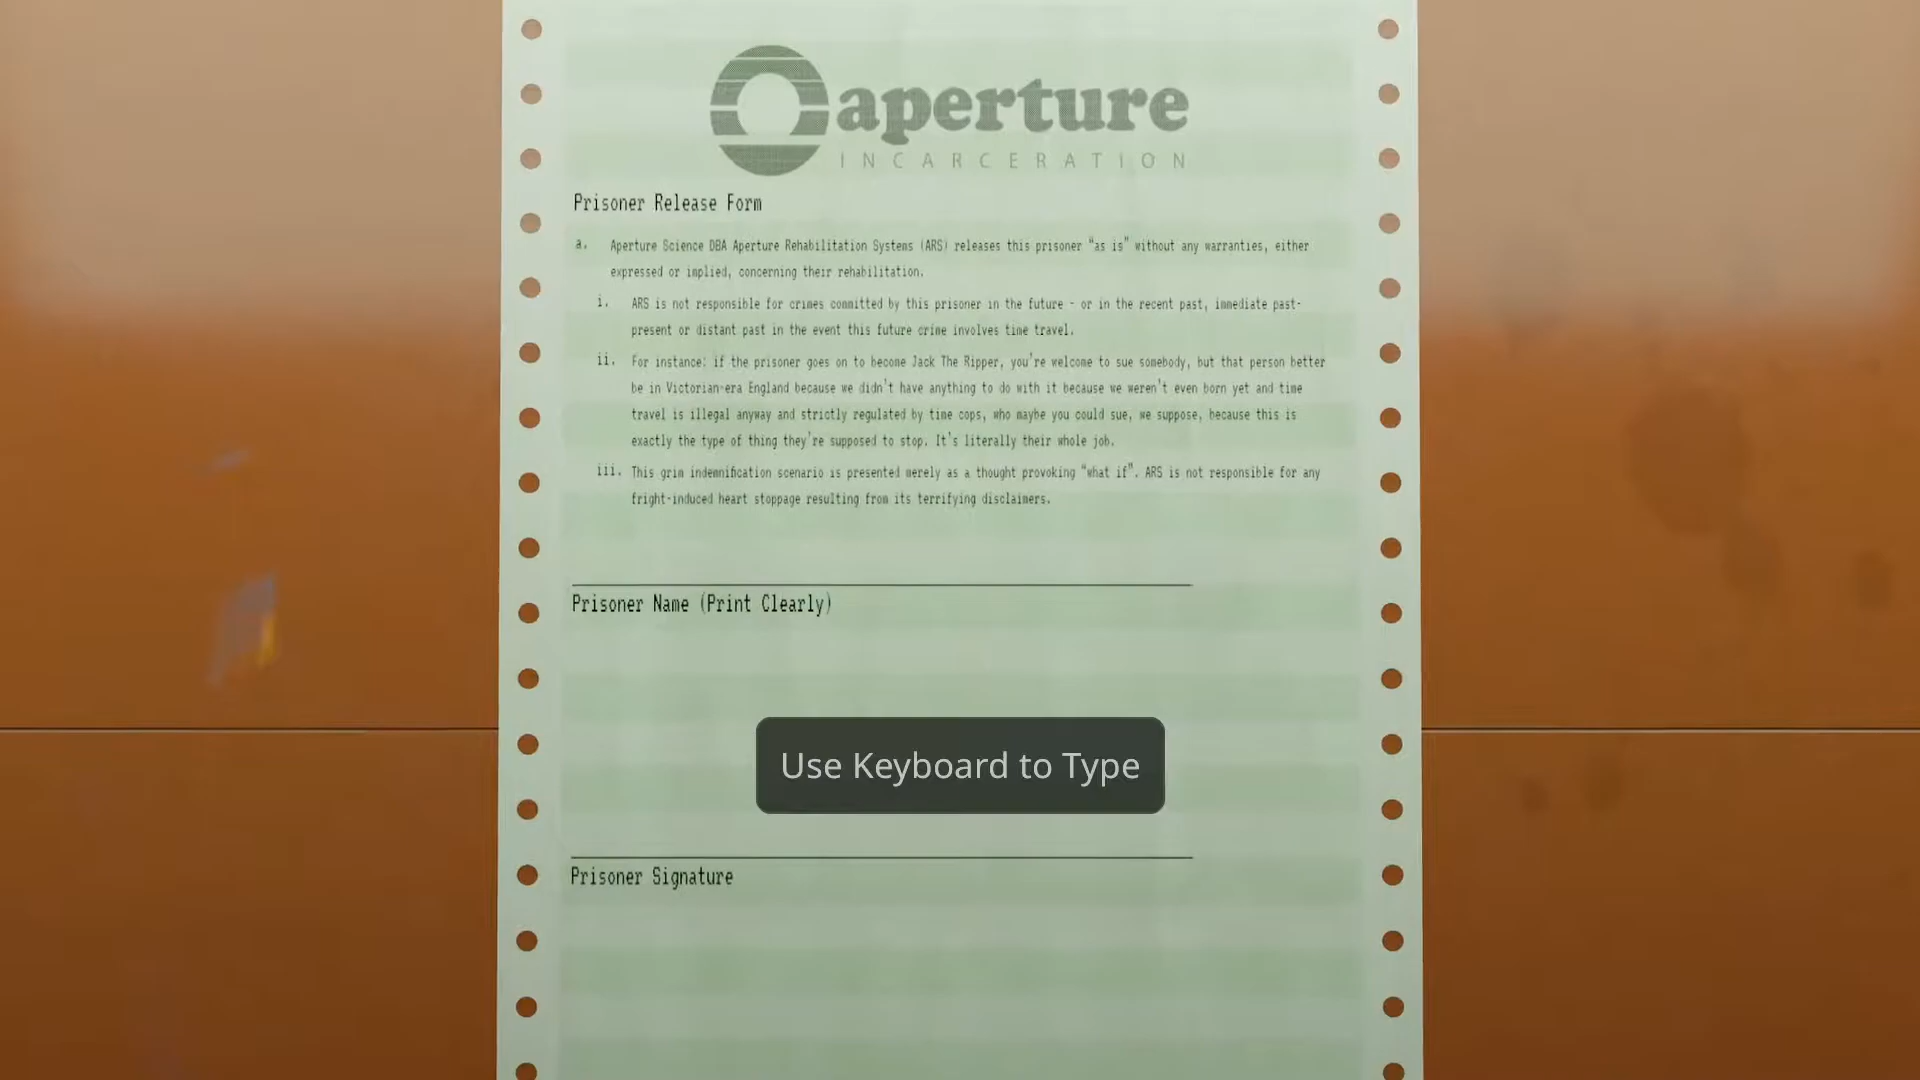 aperture
INCARCERATION
Prisoner Release Form
a. Aperture Science DBA Aperture Rehabilitation Systems (ARS) releases this prisoner "as is" without any warranties, either
expressed or implied, concerning their rehabilitation.
i. ARS is not responsible for crimes committed by this prisoner in the future - or in the recent past, immediate past-
present or distant past in the event this future crime involves time travel.
ii. For instance: if the prisoner goes on to become Jack The Ripper, you're welcome to sue somebody, but that person better
be in Victorian-era England because we didn't have anything to do with it because we weren't even born yet and time
travel is illegal anyway and strictly regulated by time cops, who maybe you could sue, we suppose, because this is
exactly the type of thing they're supposed to stop. It's literally their whole job.
iii. This grim indemnification scenario is presented merely as a thought provoking "what if". ARS is not responsible for any
fright-induced heart stoppage resulting from its terrifying disclaimers.
Prisoner Name (Print Clearly)
Use Keyboard to Type
Prisoner Signature